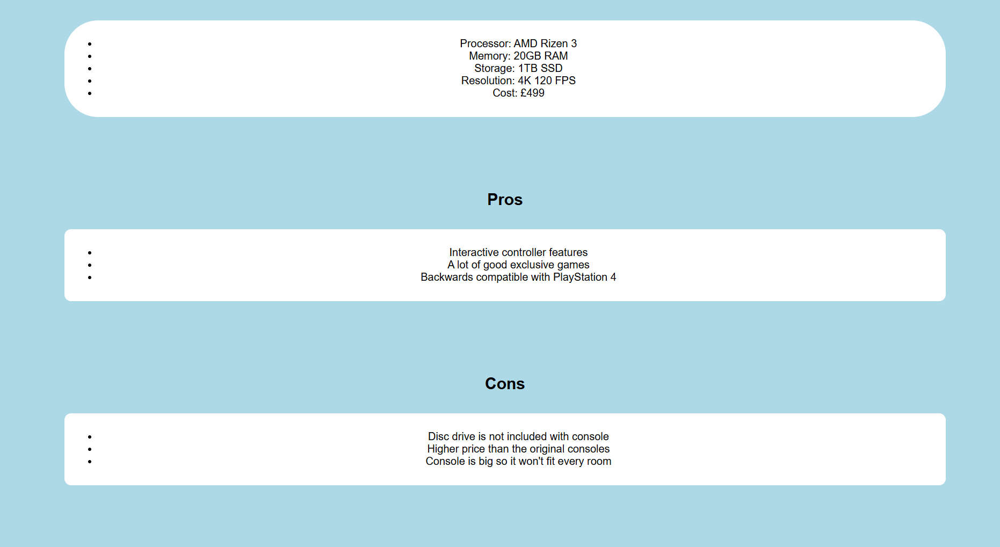 Processor: AMD Rizen 3
Memory: 20GB RAM
Storage: 1TB SSD
Resolution: 4K 120 FPS
Cost: £499
Pros
Interactive controller features
A lot of good exclusive games
Backwards compatible with PlayStation 4
Cons
Disc drive is not included with console
Higher price than the original consoles
Console is big so it won't fit every room